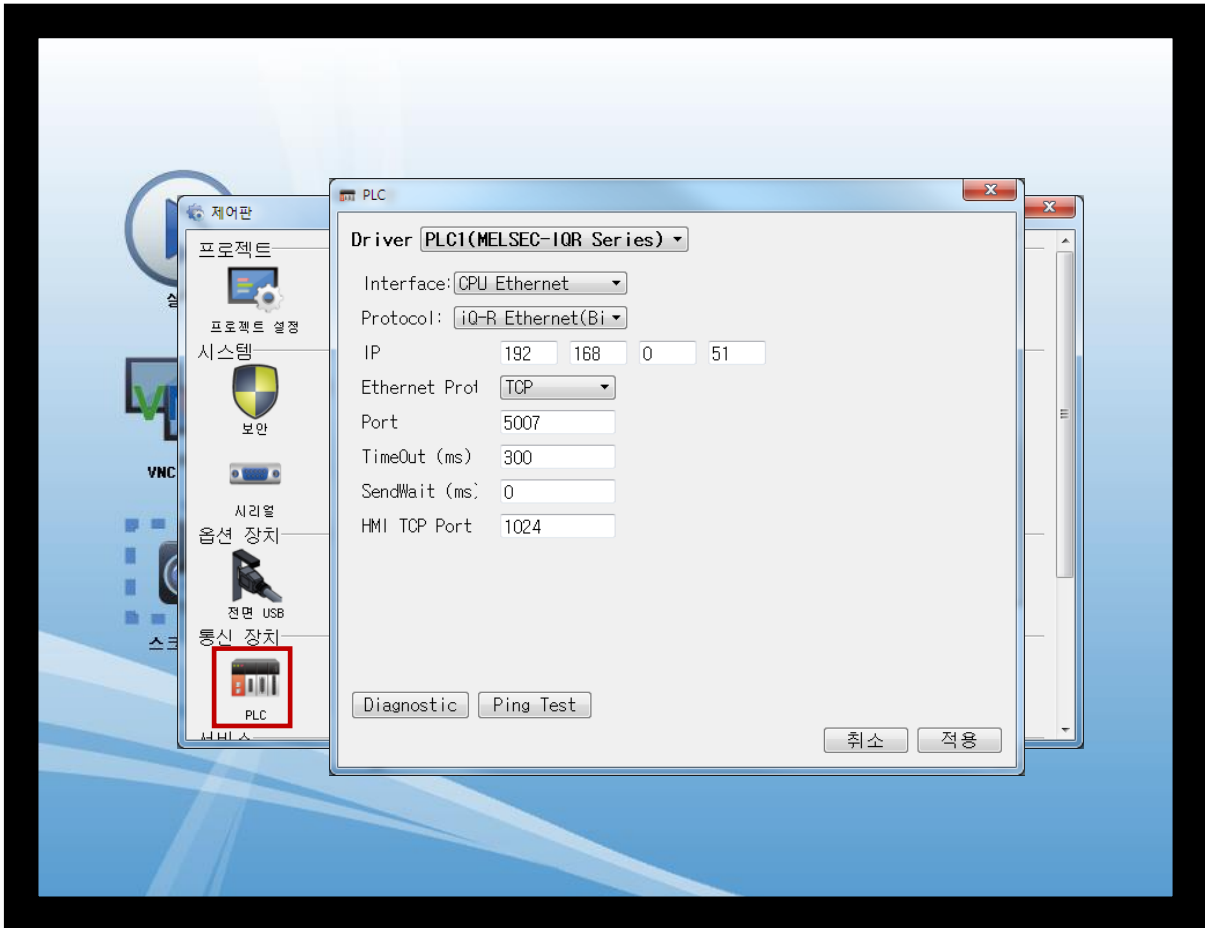 PLC
제어판
Driver PLC1(MELSEC-IQR Series)
프로젝트
Interface: CPU Ethernet
프로젝트 설정
Protocol: iQ-R Ethernet(Bi
시스템
IP 192 168 0 51
Ethernet Prot TCP
보안
Port 5007
TimeOut (ms) 300
VNC
SendWait (ms) 0
시리얼
HMI TCP Port 1024
옵션 장치
전면 USB
통신 장치
PLC
Diagnostic Ping Test
취소 적용